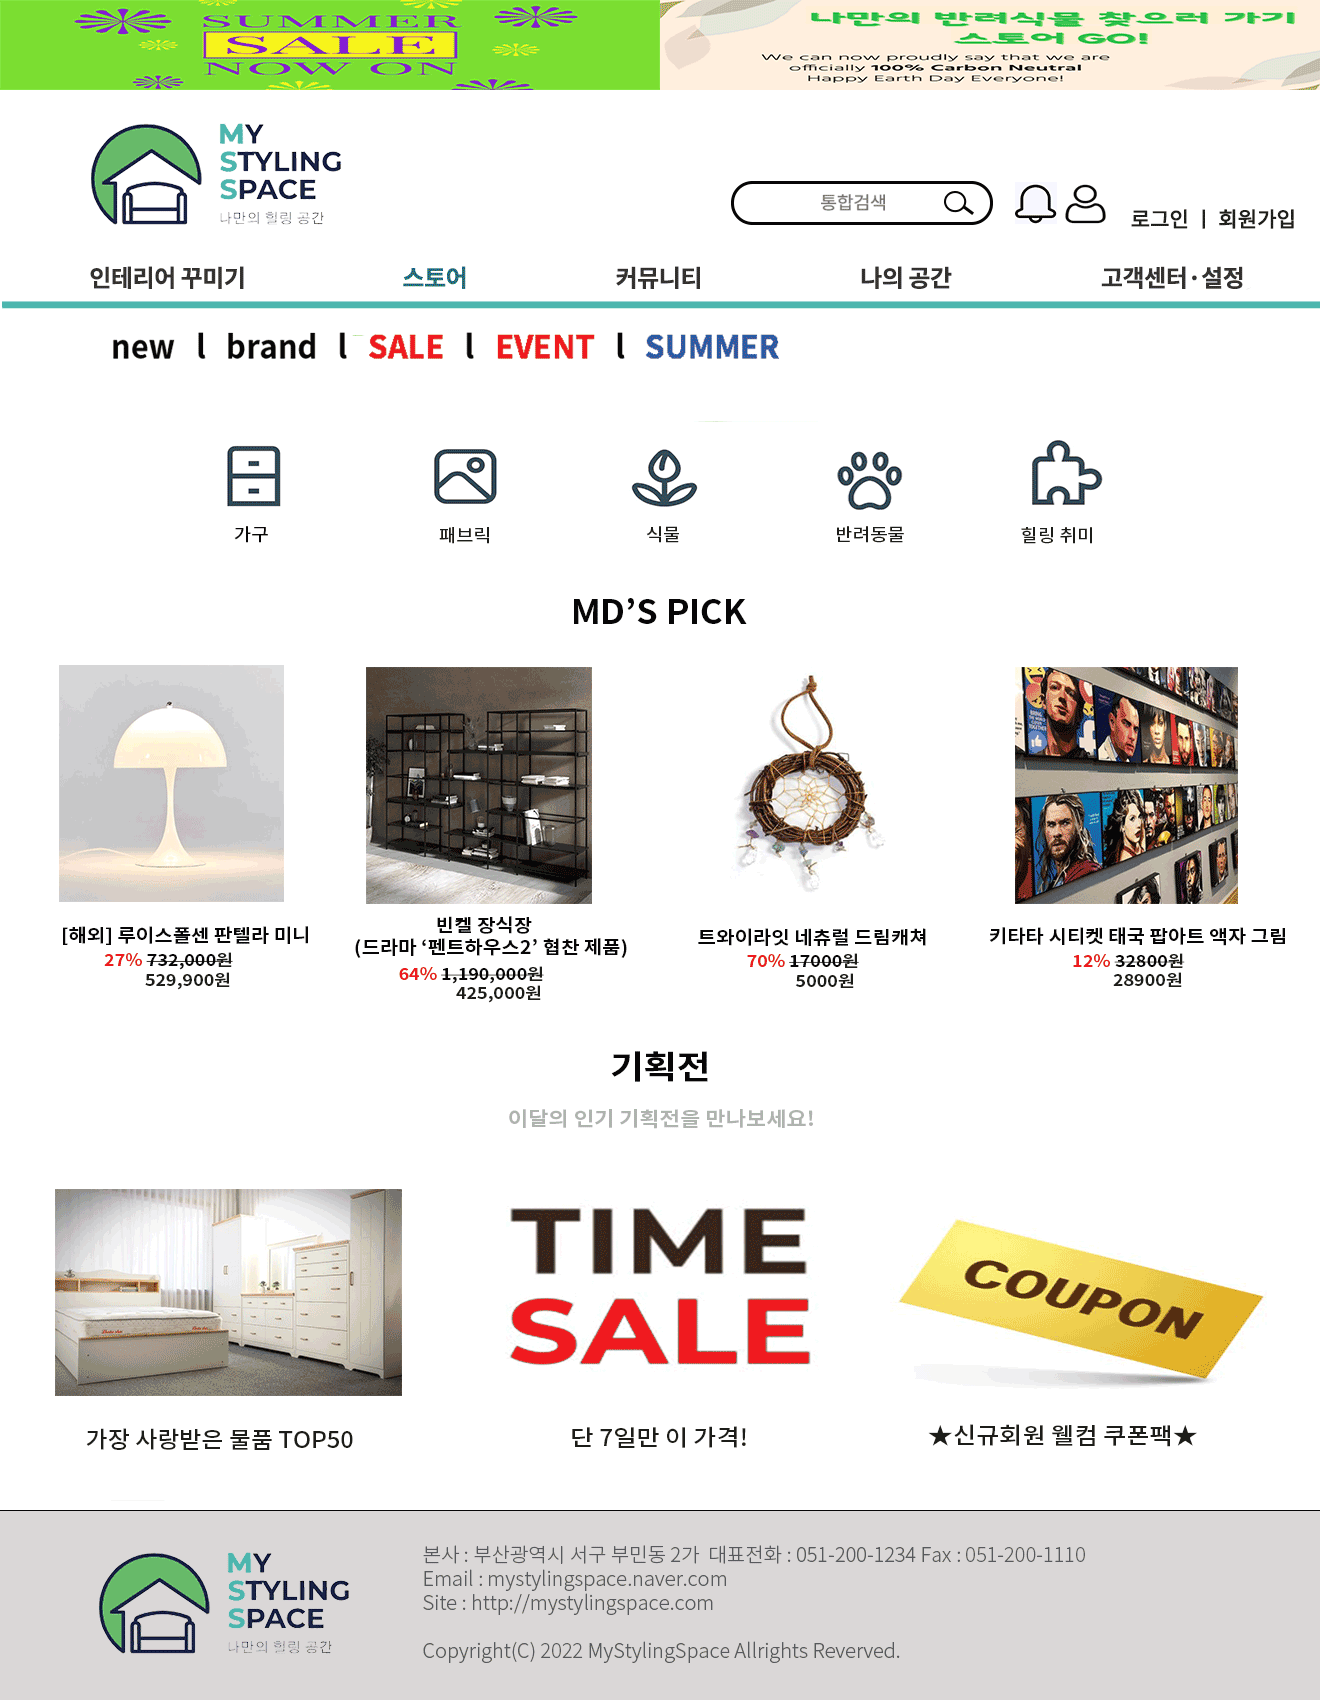 SUMMER
SALE
NOW ON
나만의 반려식물 찾으러 가기
스토어 GO!
We can now proudly say that we are
officially 100% Carbon Neutral
Happy Earth Day Everyone!
MY
STYLING
SPACE
나만의 힐링 공간
통합검색
로그인 | 회원가입
인테리어 꾸미기 스토어 커뮤니티 나의 공간 고객센터·설정
new l brand l SALE l EVENT l SUMMER
가구 패브릭 식물 반려동물 힐링 취미
MD’S PICK
[해외] 루이스폴센 판텔라 미니
27% 732,000원
529,900원
빈켈 장식장
(드라마 ‘펜트하우스2’ 협찬 제품)
64% 1,190,000원
425,000원
트와이라잇 네츄럴 드림캐쳐
70% 17000원
5000원
키타타 시티켓 태국 팝아트 액자 그림
12% 32800원
28900원
기획전
이달의 인기 기획전을 만나보세요!
TIME
SALE
COUPON
가장 사랑받은 물품 TOP50
단 7일만 이 가격!
★신규회원 웰컴 쿠폰팩★
MY
STYLING
SPACE
나만의 힐링 공간
본사 : 부산광역시 서구 부민동 2가 대표전화 : 051-200-1234 Fax : 051-200-1110
Email : mystylingspace.naver.com
Site : http://mystylingspace.com
Copyright(C) 2022 MyStylingSpace Allrights Reverved.